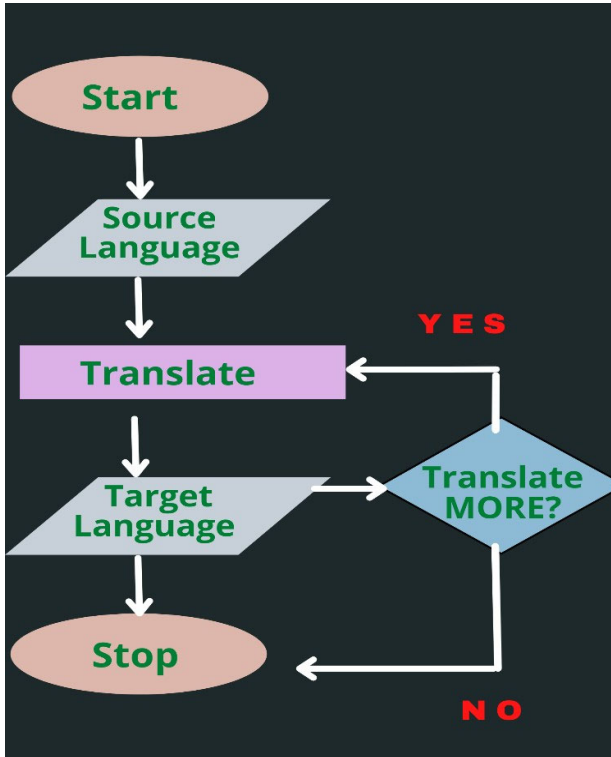 Start
Source
Language
YES
Translate
Translate
MORE?
Target
Language
Stop
NO